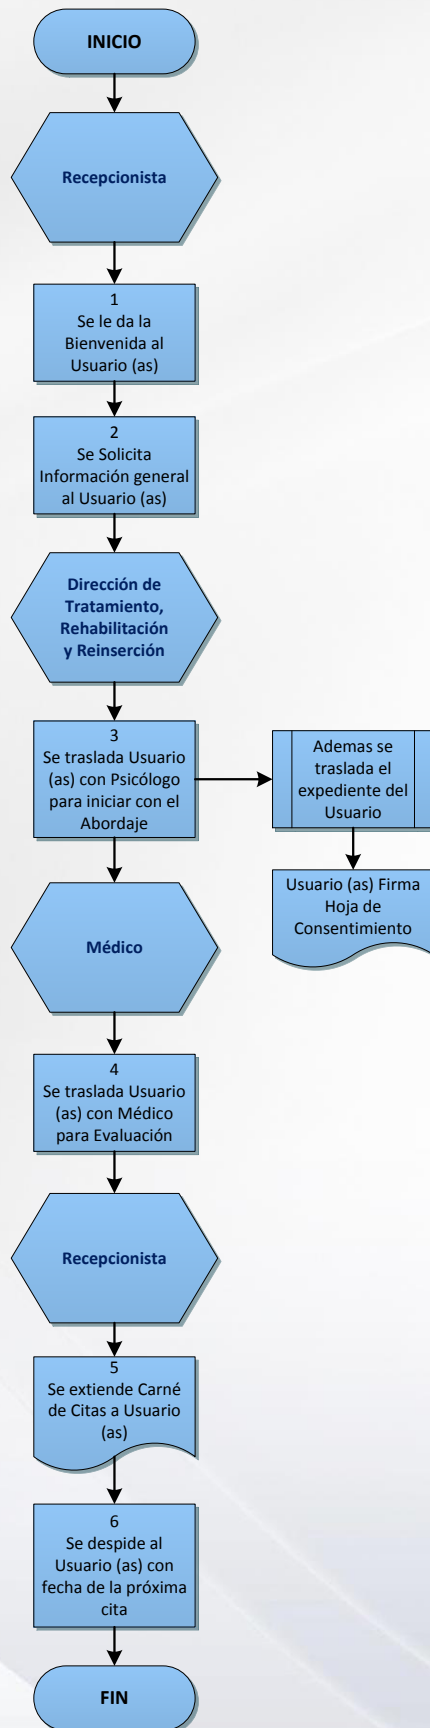 INICIO
Recepcionista
1
Se le da la
Bienvenida al
Usuario (as)
2
Se Solicita
Información general
al Usuario (as)
Dirección de
Tratamiento,
Rehabilitación
y Reinserción
3
Se traslada Usuario
(as) con Psicólogo
para iniciar con el
Abordaje
Ademas se
traslada el
expediente del
Usuario
Usuario (as) Firma
Hoja de
Consentimiento
Médico
4
Se traslada Usuario
(as) con Médico
para Evaluación
Recepcionista
5
Se extiende Carné
de Citas a Usuario
(as)
6
Se despide al
Usuario (as) con
fecha de la próxima
cita
FIN